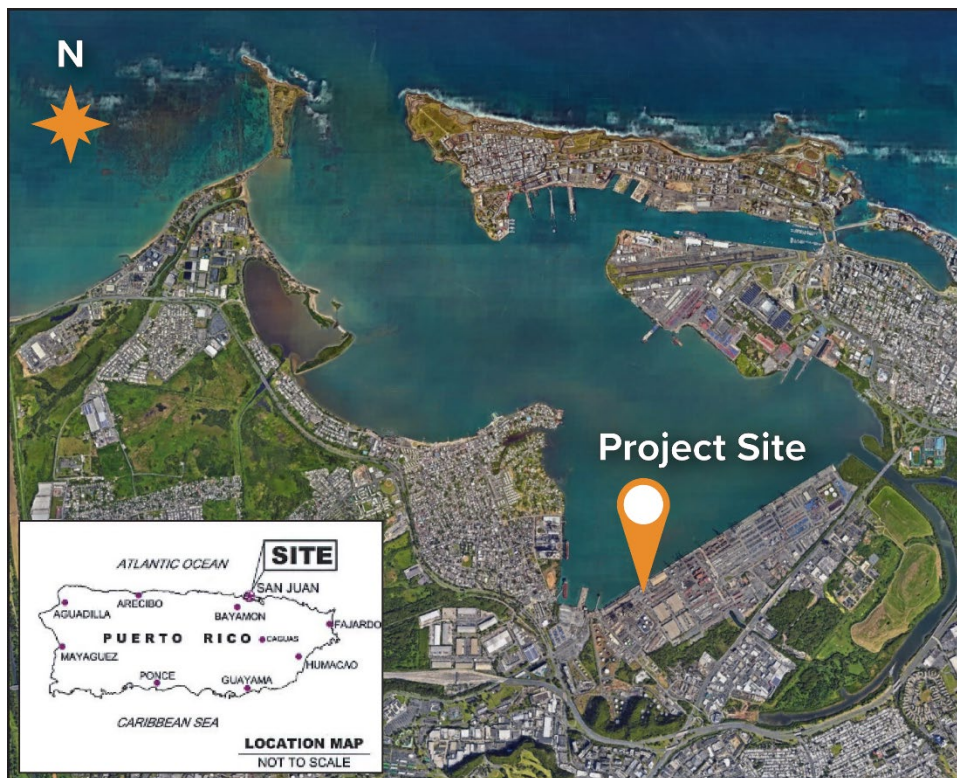 N
Project Site
SITE
ATLANTIC OCEAN
SAN JUAN
ARECIBO
BAYAMON
AGUADILLA
FAJARDO
PUERTO RICO
CAGUAS
MAYAGUEZ
HUMACAO
PONCE
GUAYAMA
CARIBBEAN SEA
LOCATION MAP
NOT TO SCALE